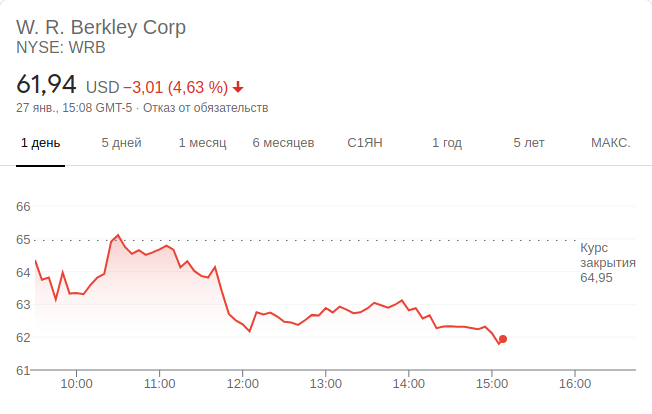 W. R. Berkley Corp
NYSE: WRB
61,94 USD −3,01 (4,63 %)
27 янв., 15:08 GMT-5 · Отказ от обязательств
1 день 5 дней 1 месяц 6 месяцев С1ЯН 1 год 5 лет МАКС.
66
65
64
63
62
61
Курс
закрытия
64,95
10:00 11:00 12:00 13:00 14:00 15:00 16:00